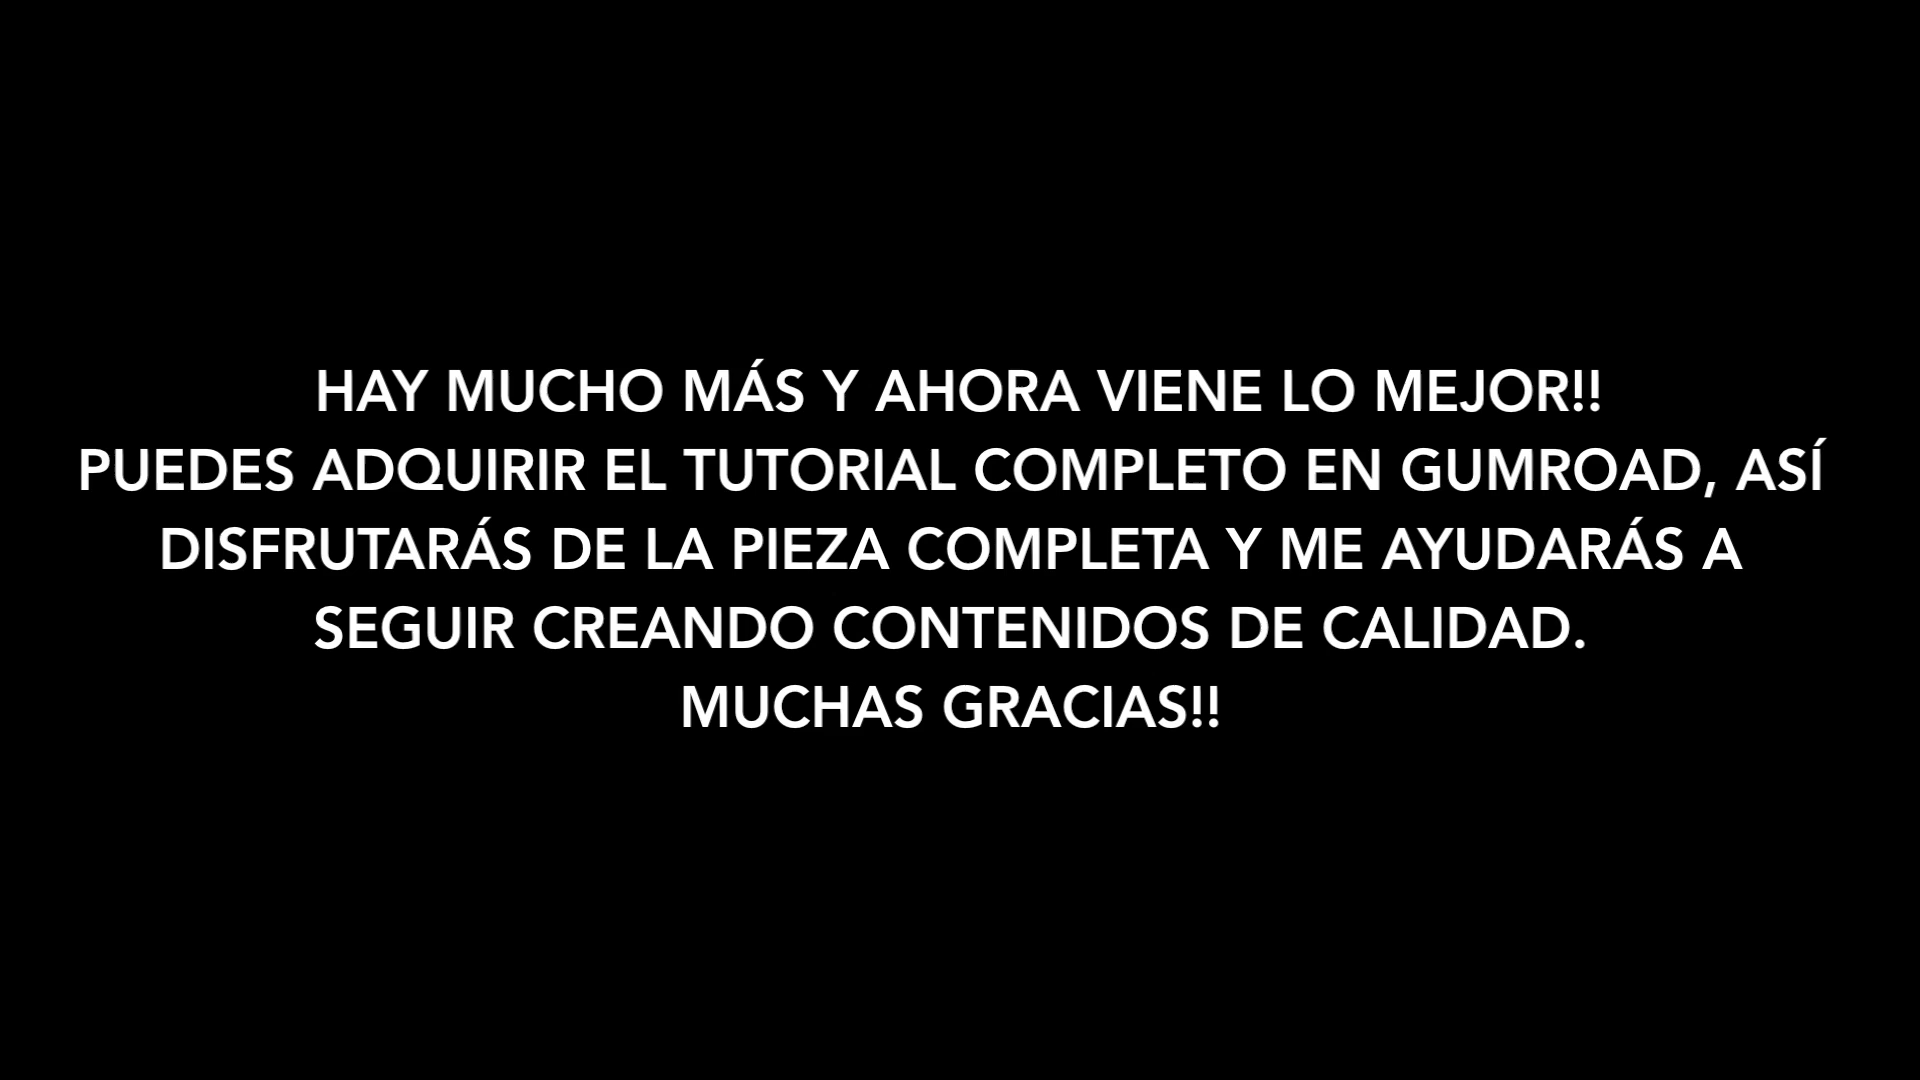 HAY MUCHO MÁS Y AHORA VIENE LO MEJOR!!
PUEDES ADQUIRIR EL TUTORIAL COMPLETO EN GUMROAD, ASÍ
DISFRUTARÁS DE LA PIEZA COMPLETA Y ME AYUDARÁS A
SEGUIR CREANDO CONTENIDOS DE CALIDAD.
MUCHAS GRACIAS!!